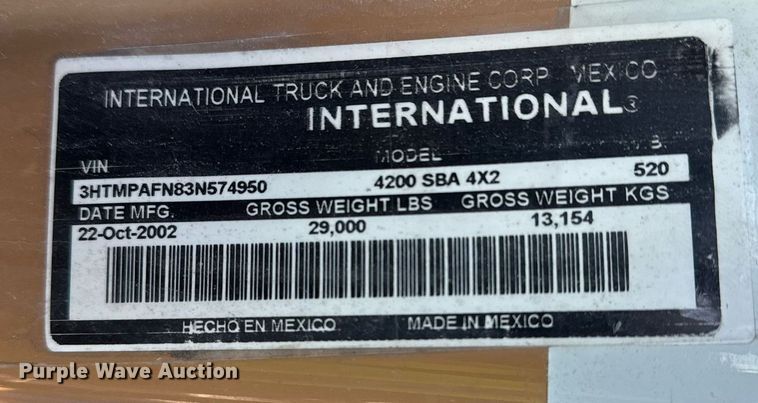 INTERNATIONAL TRUCK AND ENGINE CORP MEXICO
INTERNATIONAL®
VIN MODEL B.
3HTMPAFN83N574950 4200 SBA 4X2 520
DATE MFG. GROSS WEIGHT LBS GROSS WEIGHT KGS
22-Oct-2002 29,000 13,154
HECHO EN MEXICO MADE IN MEXICO
Purple Wave Auction